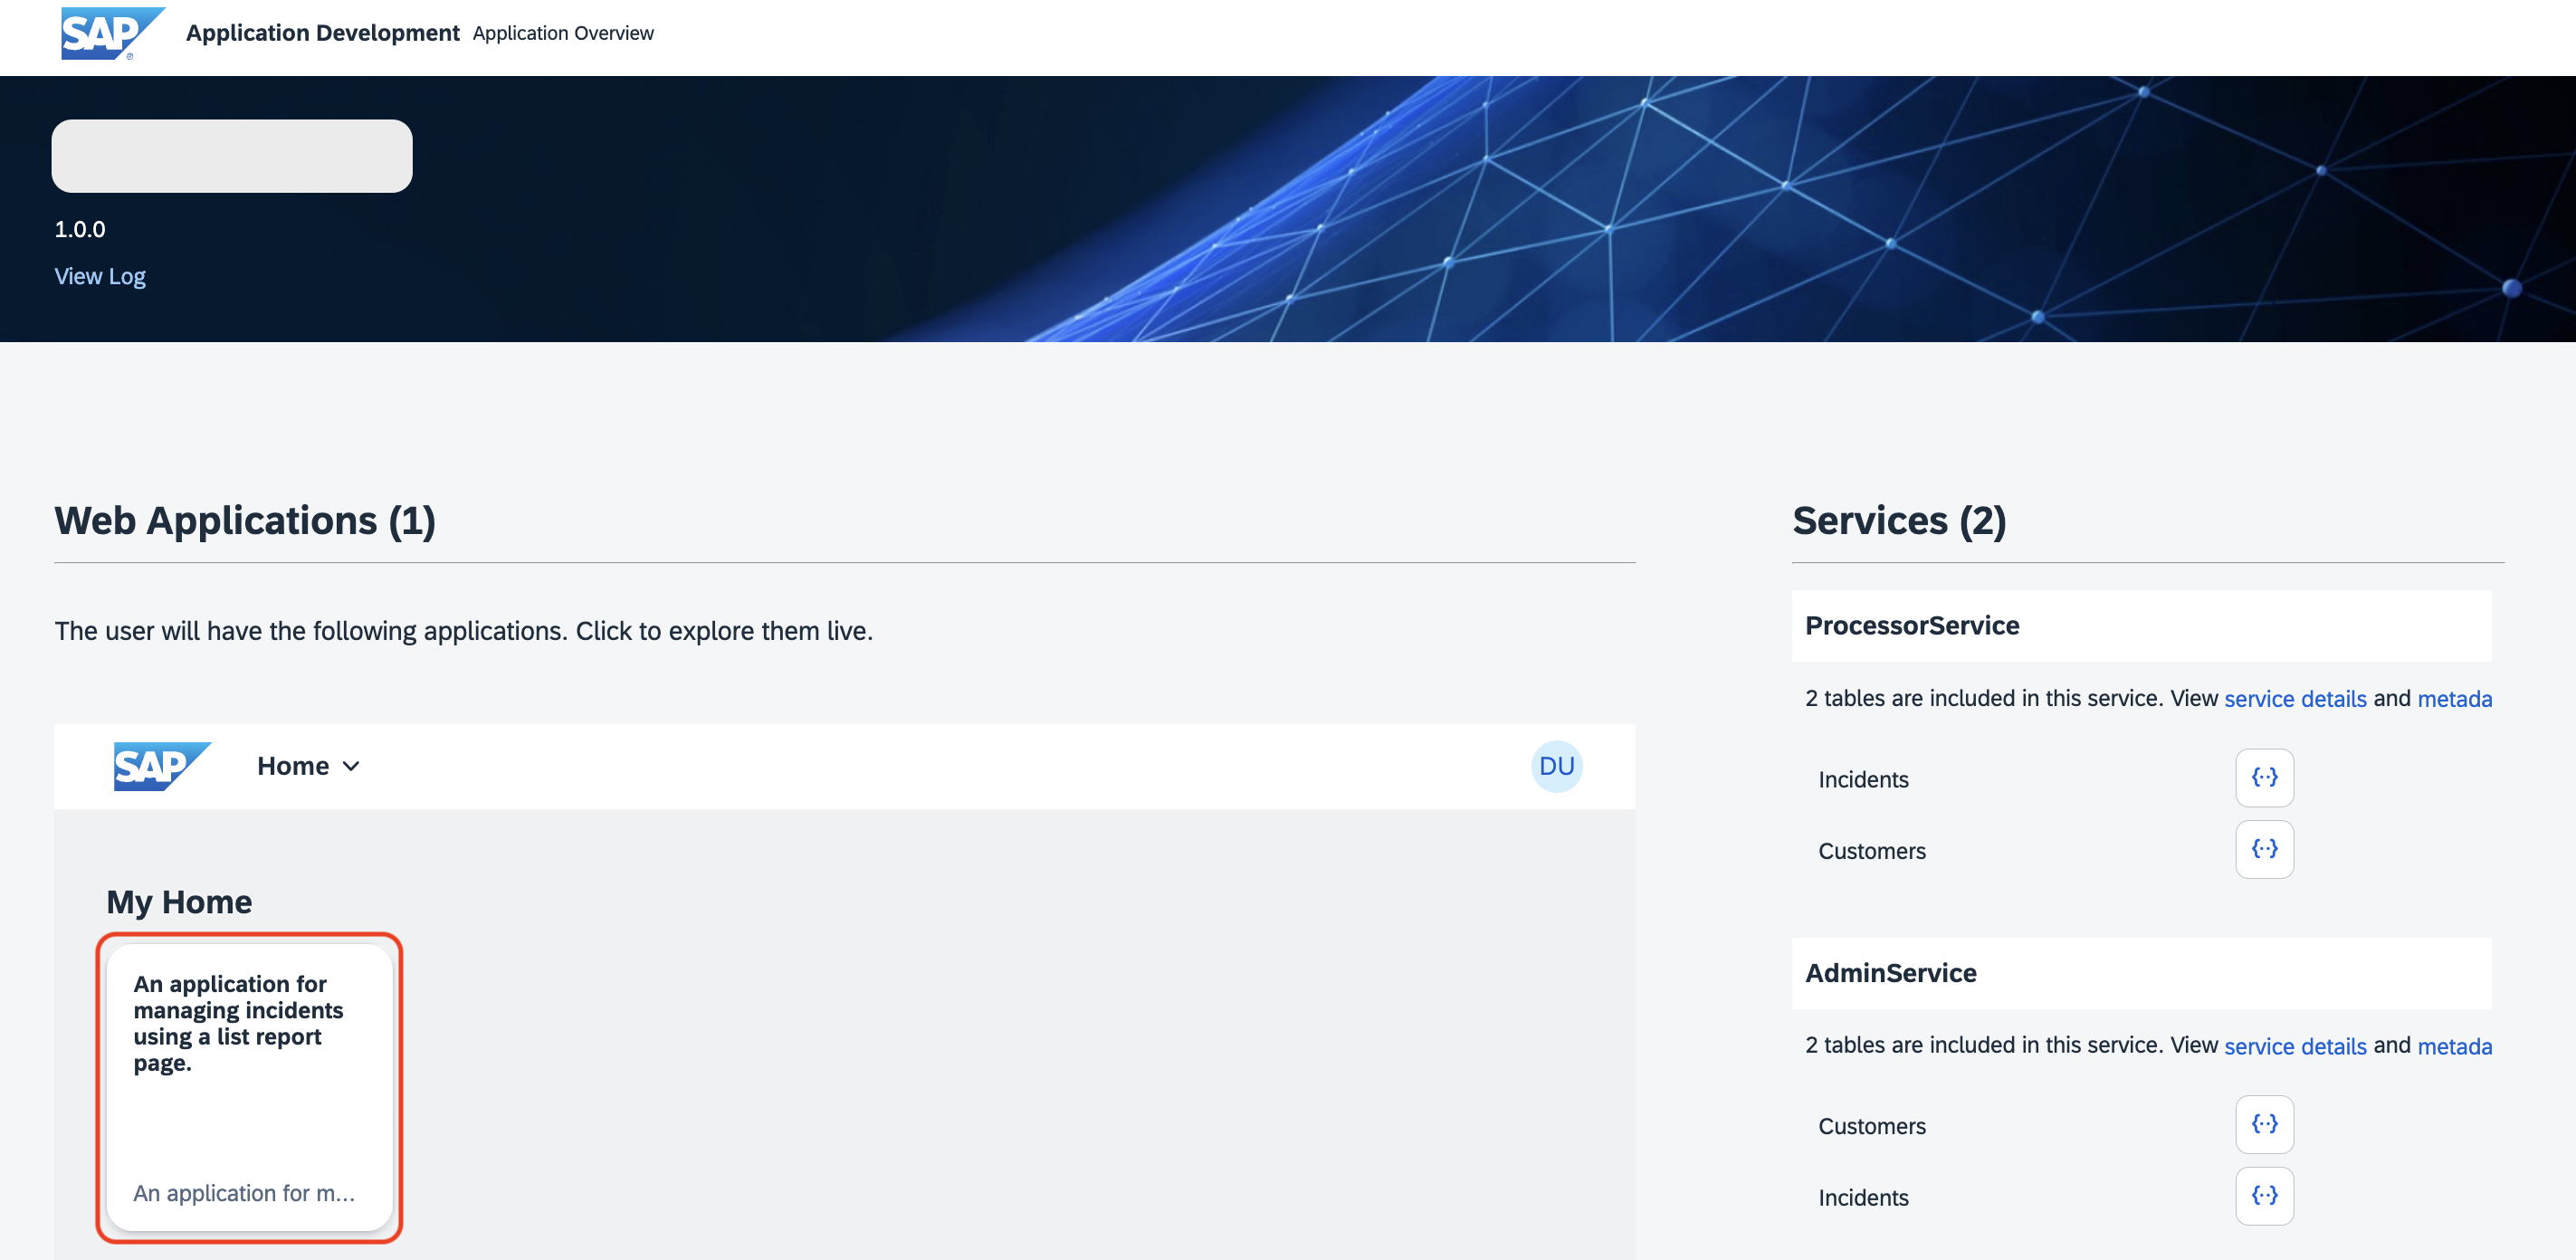 SAP Application Development Application Overview
1.0.0
View Log
Web Applications (1)
The user will have the following applications. Click to explore them live.
SAP Home
DU
My Home
An application for
managing incidents
using a list report
page.
An application for m...
Services (2)
ProcessorService
2 tables are included in this service. View service details and metada
Incidents
Customers
AdminService
2 tables are included in this service. View service details and metada
Customers
Incidents